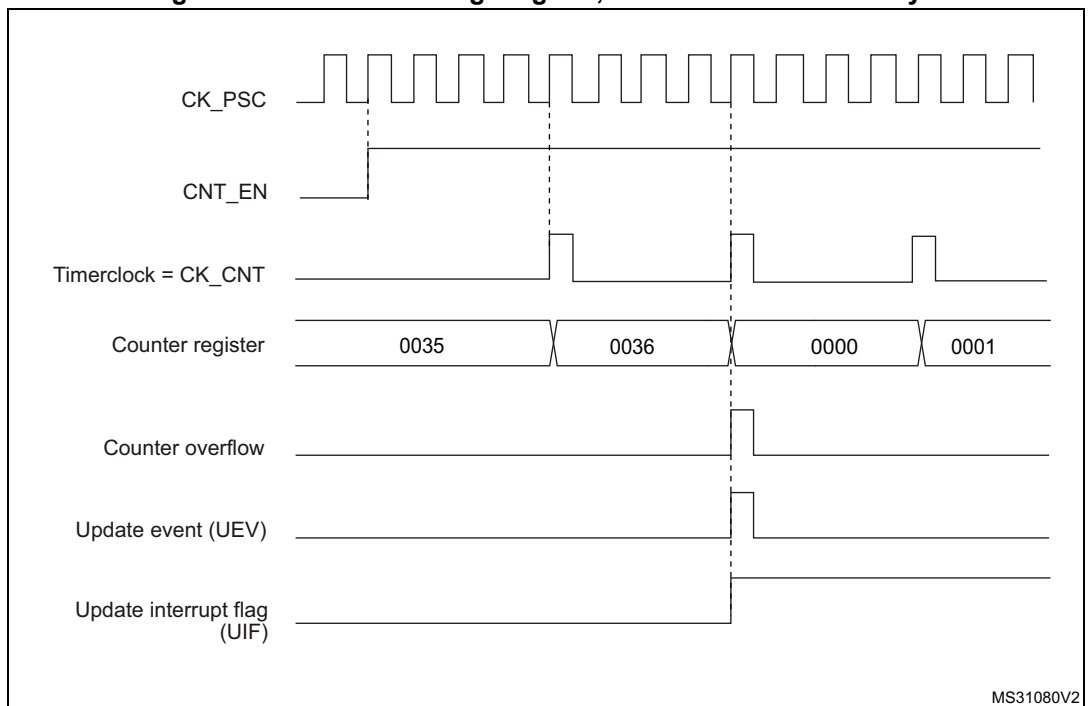 CK_PSC
CNT_EN
Timerclock = CK_CNT
Counter register
0035 0036 0000 0001
Counter overflow
Update event (UEV)
Update interrupt flag
(UIF)
MS31080V2